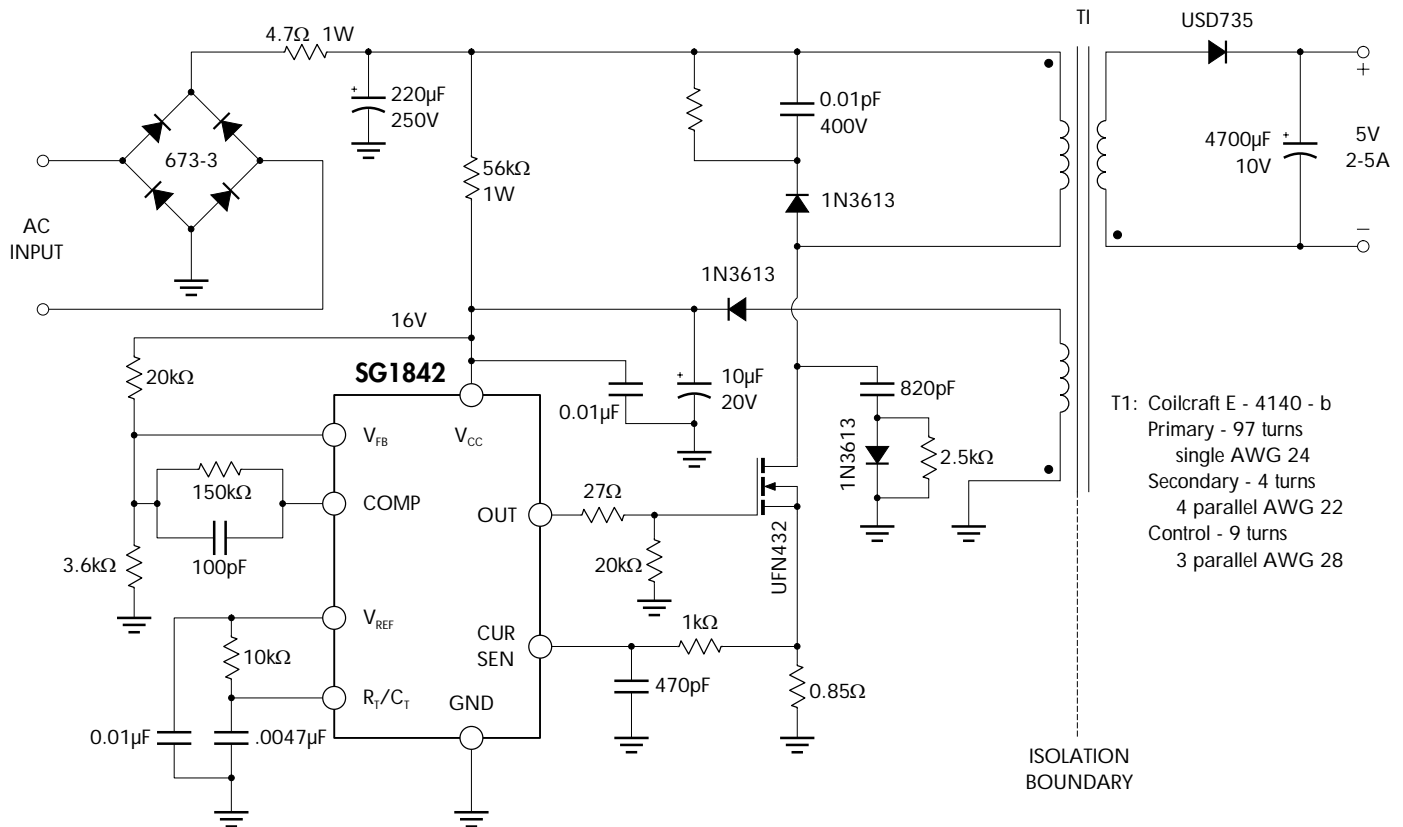 4.7Ω 1W
TI
USD735
220µF
250V
0.01pF
400V
673-3
56kΩ
1W
4700µF
10V
5V
2-5A
+
−
1N3613
AC
INPUT
1N3613
16V
SG1842
20kΩ
10µF
20V
0.01µF
820pF
1N3613
2.5kΩ
T1: Coilcraft E - 4140 - b
Primary - 97 turns
single AWG 24
Secondary - 4 turns
4 parallel AWG 22
Control - 9 turns
3 parallel AWG 28
VFB
VCC
150kΩ
COMP
OUT
27Ω
100pF
3.6kΩ
20kΩ
UFN432
VREF
CUR
SEN
1kΩ
10kΩ
470pF
0.85Ω
RT/CT
GND
0.01µF
.0047µF
ISOLATION
BOUNDARY